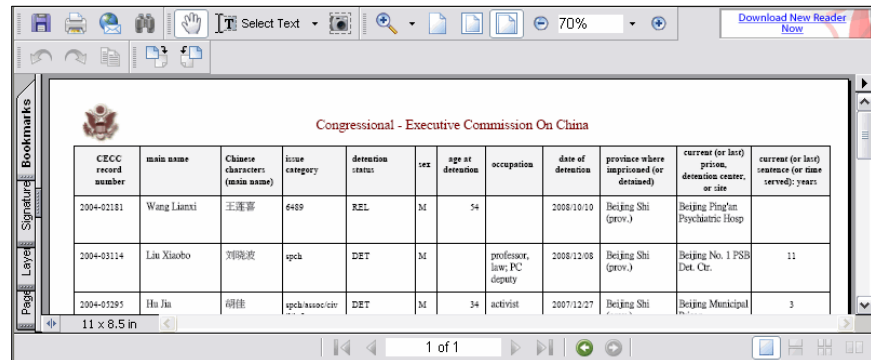 Select Text
70%
Download New Reader
Now
Bookmarks
Signature
Layer
Page
Congressional - Executive Commission On China
CECC record number
main name
Chinese characters (main name)
issue category
detention status
sex
age at detention
occupation
date of detention
province where imprisoned (or detained)
current (or last) prison, detention center, or site
current (or last) sentence (or time served): years
2004-02181 Wang Lianxi 王莲喜 6489 REL M 54 2008/10/10 Beijing Shi (prov.) Beijing Ping'an Psychiatric Hosp
2004-03114 Liu Xiaobo 刘晓波 spch DET M professor, law; PC deputy 2008/12/08 Beijing Shi (prov.) Beijing No. 1 PSB Det. Ctr. 11
2004-05295 Hu Jia 胡佳 spch/assoc/civ DET M 34 activist 2007/12/27 Beijing Shi Beijing Municipal 3
11 x 8.5 in
1 of 1